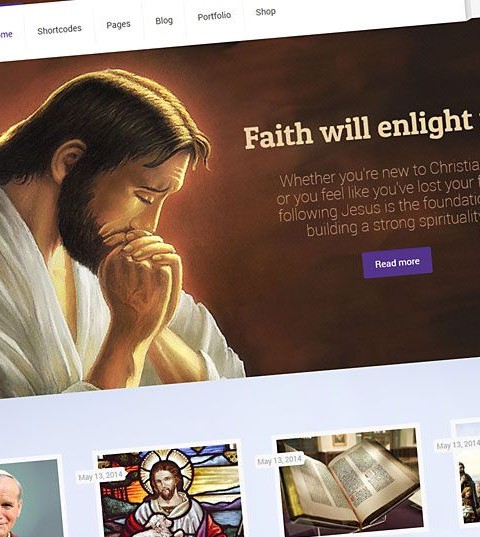 ome Shortcodes Pages Blog Portfolio Shop
Faith will enlight
Whether you're new to Christia
or you feel like you've lost your f
following Jesus is the foundatio
building a strong spirituality
Read more
May 13, 2014
May 13, 2014
May 13, 2014